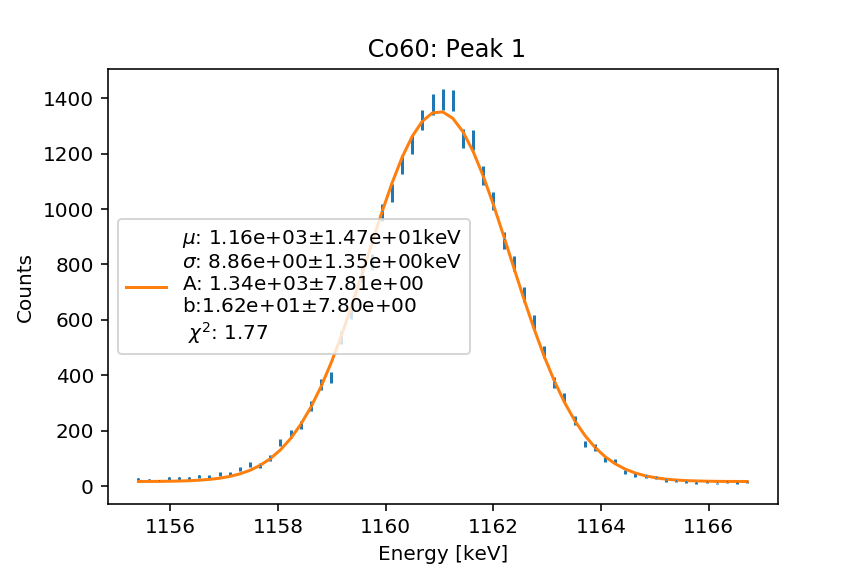 Co60: Peak 1
1400
1200
1000
800
600
400
200
0
Counts
μ: 1.16e+03±1.47e+01keV
σ: 8.86e+00±1.35e+00keV
A: 1.34e+03±7.81e+00
b:1.62e+01±7.80e+00
χ²: 1.77
1156 1158 1160 1162 1164 1166
Energy [keV]